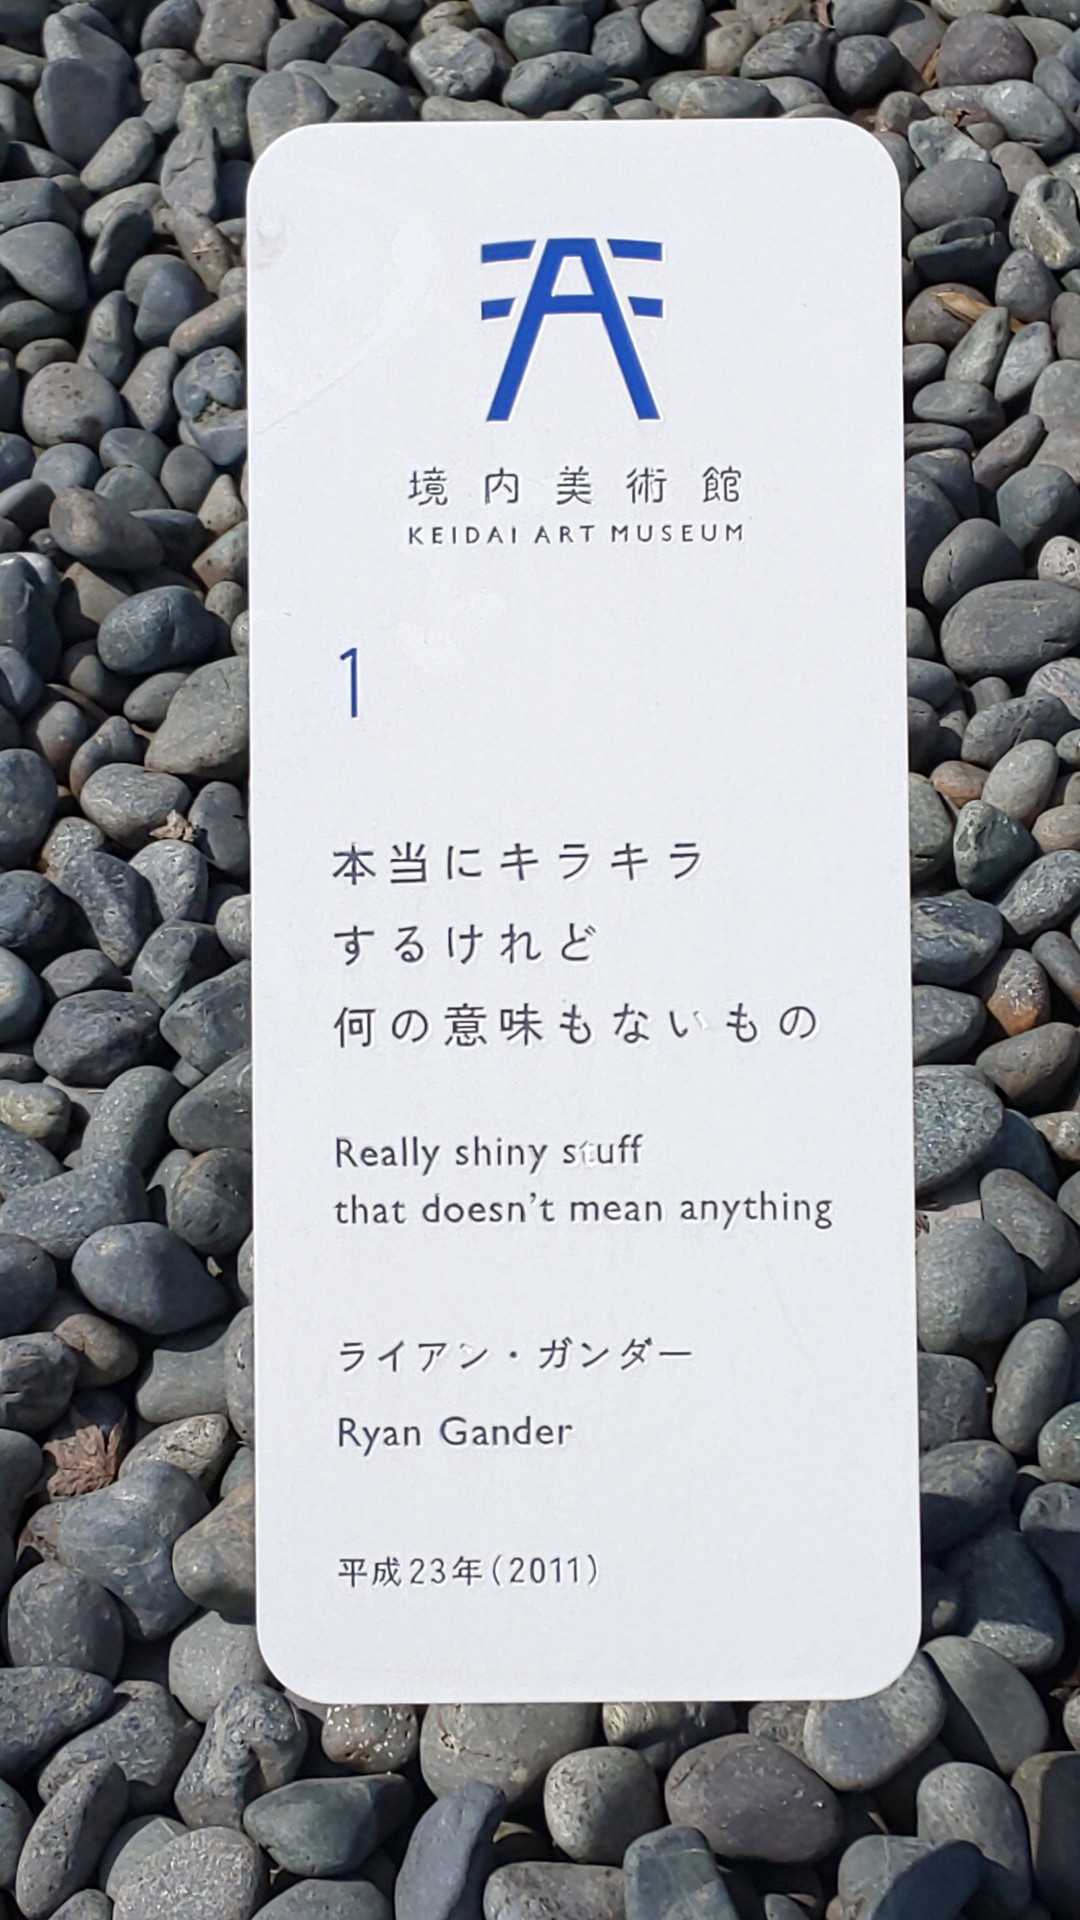 境内美術館
KEIDAI ART MUSEUM
1
本当にキラキラ
するけれど
何の意味もないもの
Really shiny stuff
that doesn't mean anything
ライアン・ガンダー
Ryan Gander
平成23年(2011)